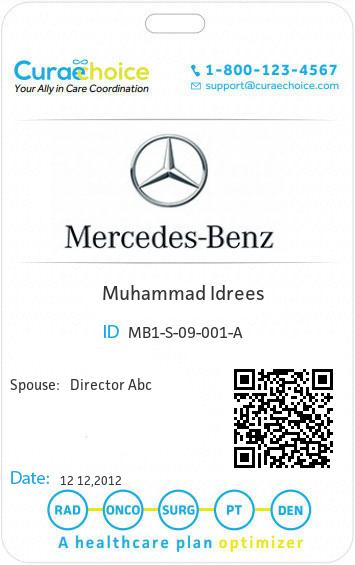 Curaechoice
Your Ally in Care Coordination
1-800-123-4567
support@curaechoice.com
Mercedes-Benz
Muhammad Idrees
ID MB1-S-09-001-A
Spouse: Director Abc
Date: 12 12,2012
RAD ONCO SURG PT DEN
A healthcare plan optimizer